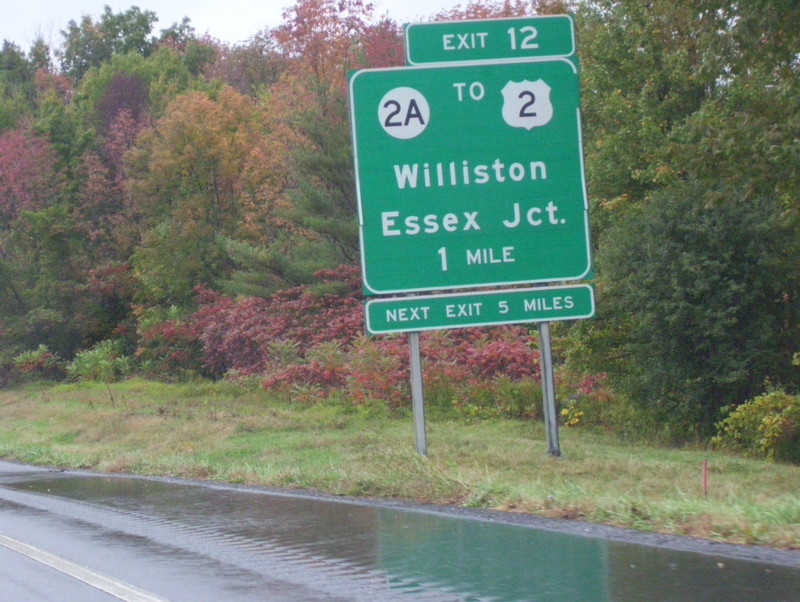 EXIT 12
2A TO 2
Williston
Essex Jct.
1 MILE
NEXT EXIT 5 MILES